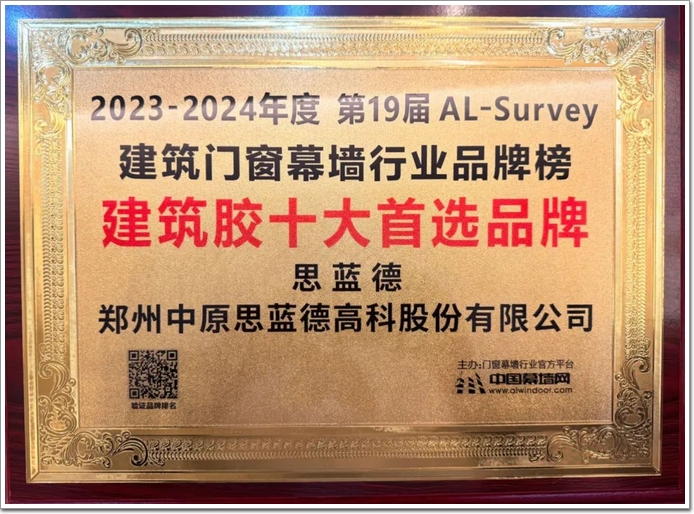 2023-2024年度 第19届 AL-Survey
建筑门窗幕墙行业品牌榜
建筑胶十大首选品牌
思蓝德
郑州中原思蓝德高科股份有限公司
主办:门窗幕墙行业官方平台
中国幕墙网
www.alwindoor.com
验证品牌排名